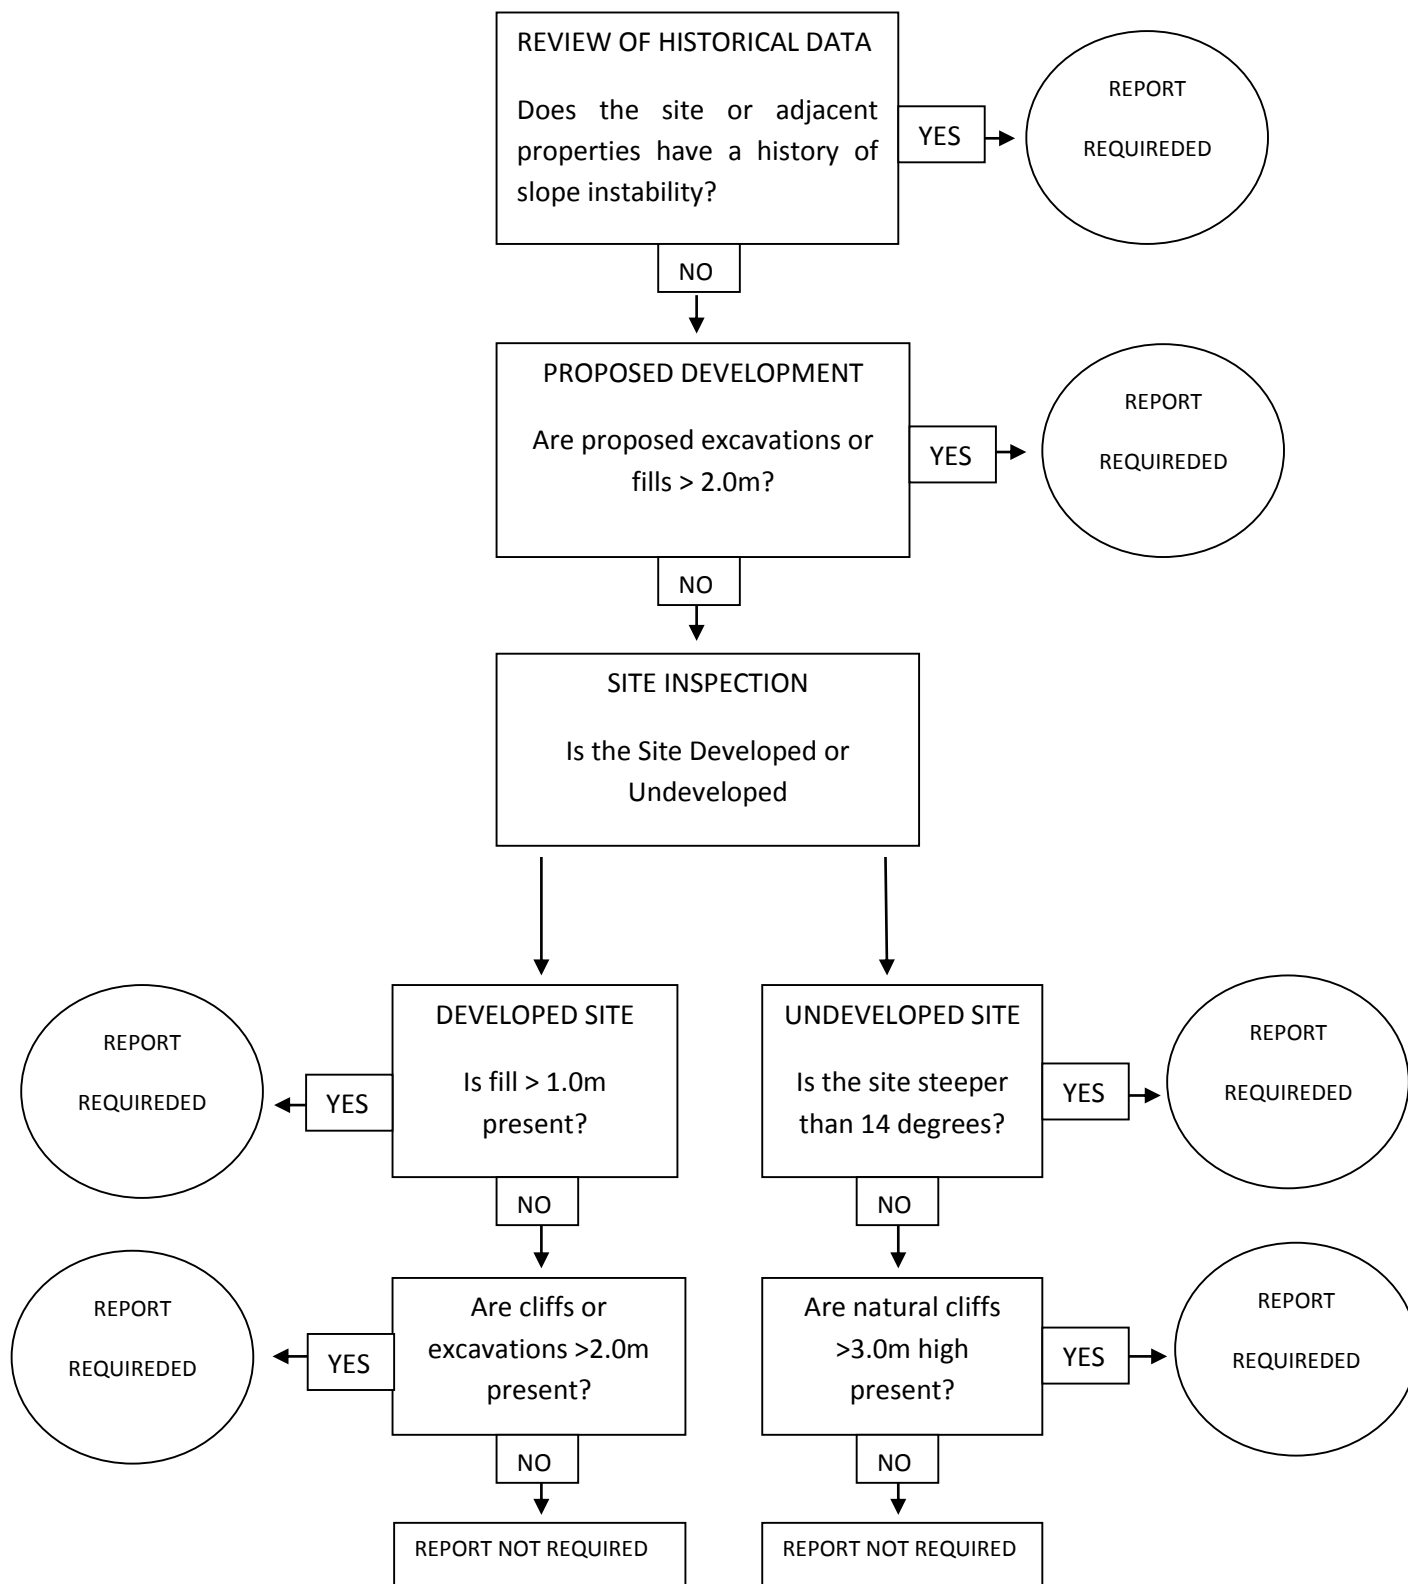 REVIEW OF HISTORICAL DATA
Does the site or adjacent
properties have a history of
slope instability?
YES
REPORT
REQUIREDED
NO
PROPOSED DEVELOPMENT
Are proposed excavations or
fills > 2.0m?
YES
REPORT
REQUIREDED
NO
SITE INSPECTION
Is the Site Developed or
Undeveloped
DEVELOPED SITE
Is fill > 1.0m
present?
YES
REPORT
REQUIREDED
NO
Are cliffs or
excavations >2.0m
present?
YES
REPORT
REQUIREDED
NO
REPORT NOT REQUIRED
UNDEVELOPED SITE
Is the site steeper
than 14 degrees?
YES
REPORT
REQUIREDED
NO
Are natural cliffs
>3.0m high
present?
YES
REPORT
REQUIREDED
NO
REPORT NOT REQUIRED